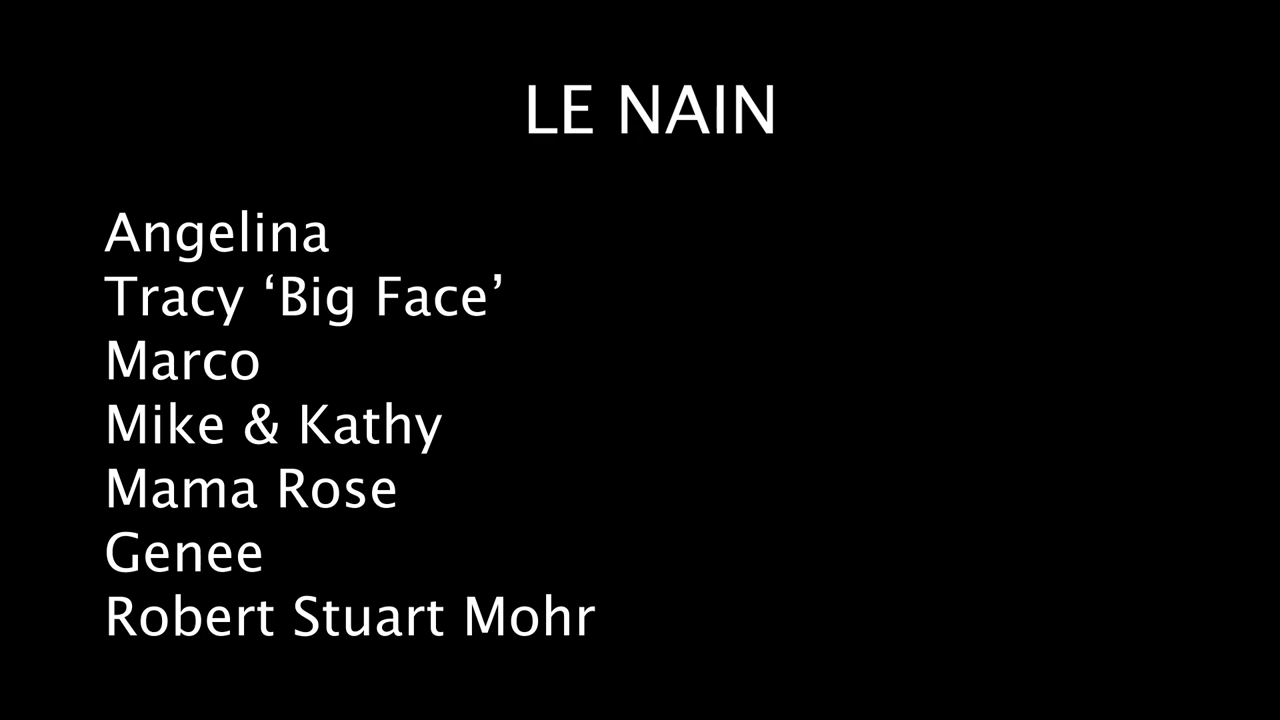 LE NAIN
Angelina
Tracy ‘Big Face’
Marco
Mike & Kathy
Mama Rose
Genee
Robert Stuart Mohr